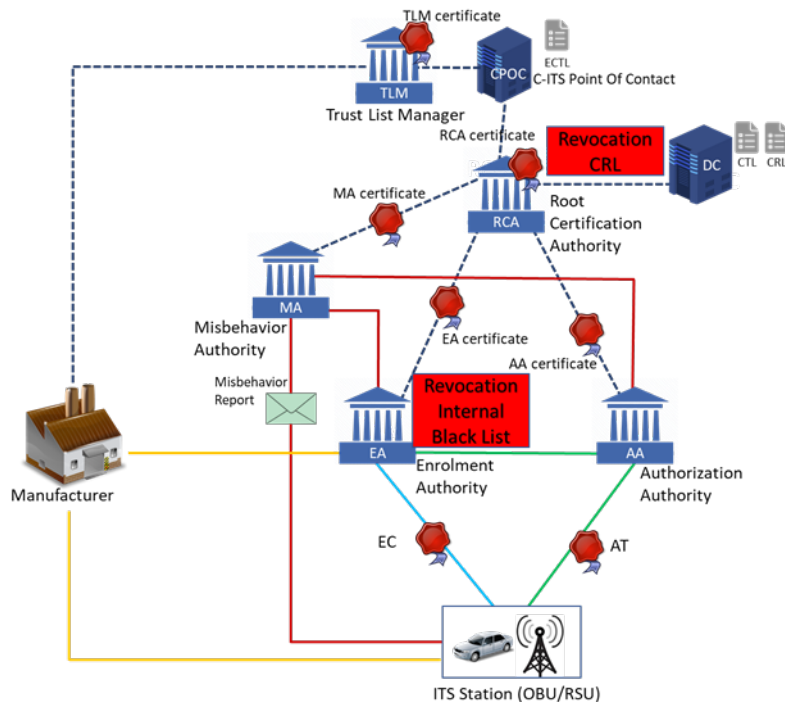 TLM certificate
ECTL
CPOC
C-ITS Point Of Contact
TLM
Trust List Manager
RCA certificate
Revocation
CRL
DC
CTL
CRL
MA certificate
RCA
Root
Certification
Authority
MA
Misbehavior
Authority
EA certificate
AA certificate
Misbehavior
Report
Revocation
Internal
Black List
EA
Enrolment
Authority
AA
Authorization
Authority
Manufacturer
EC
AT
ITS Station (OBU/RSU)